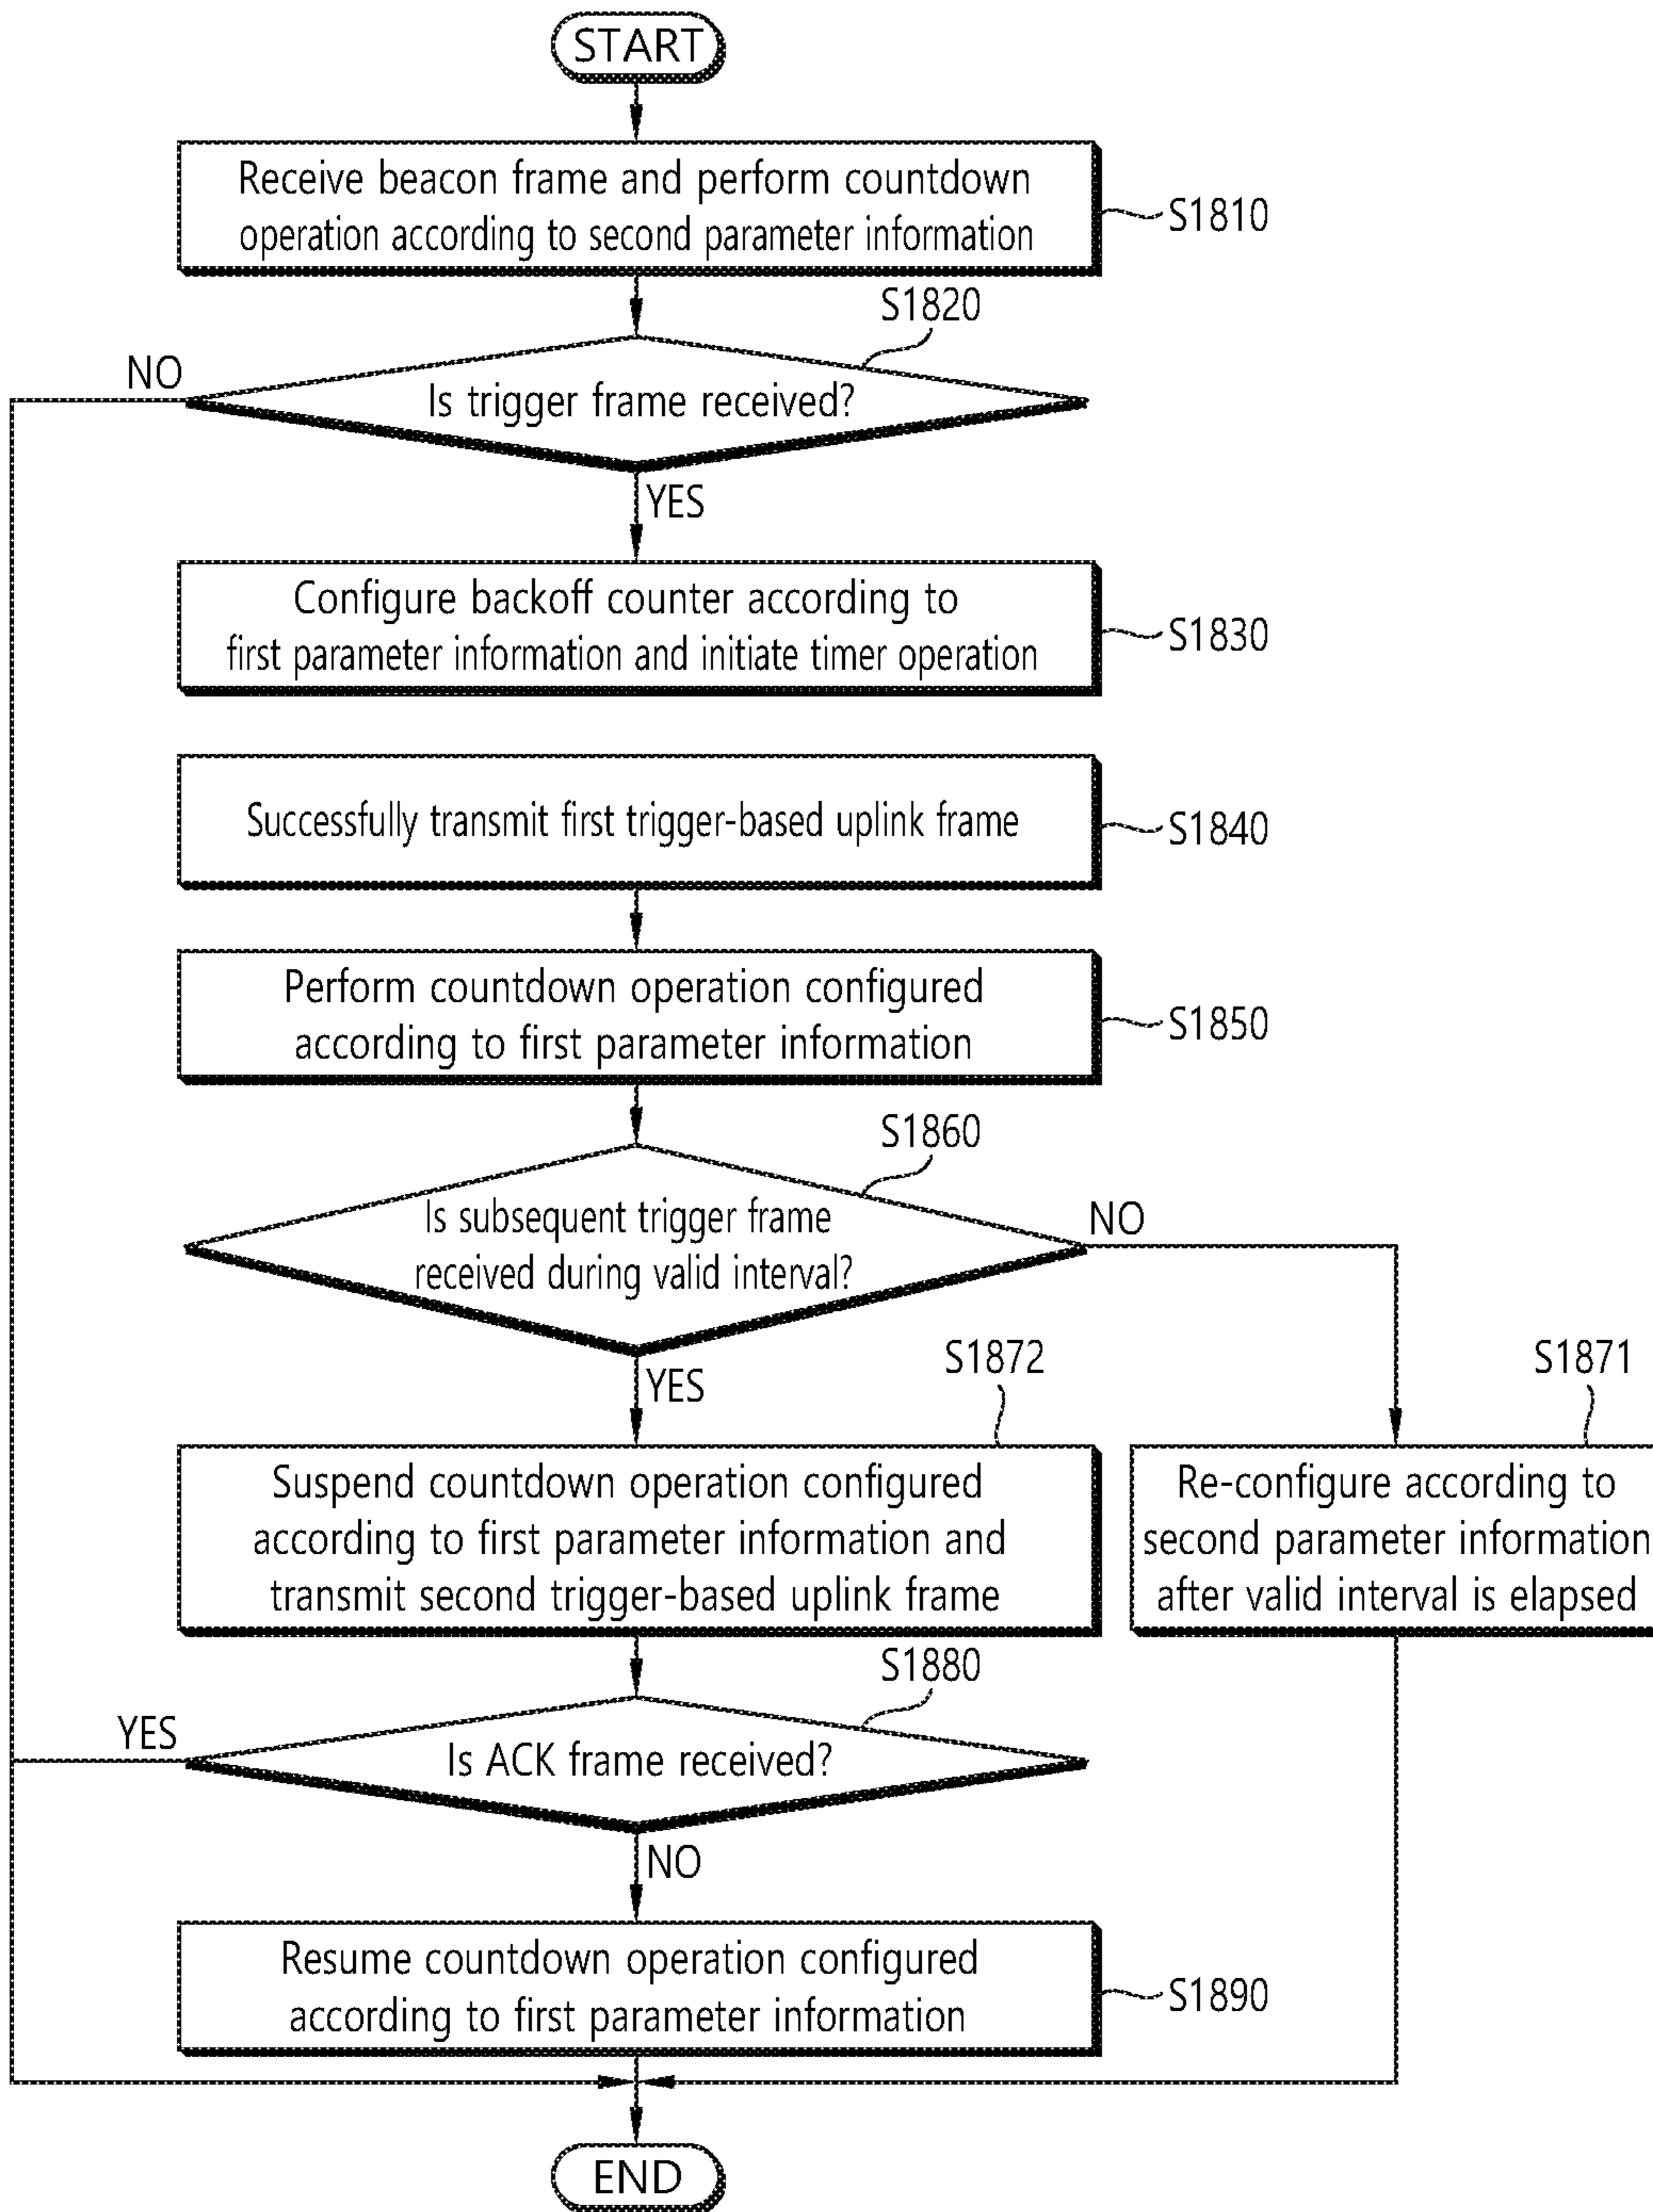 START
Receive beacon frame and perform countdown
operation according to second parameter information
S1810
S1820
NO
Is trigger frame received?
YES
Configure backoff counter according to
first parameter information and initiate timer operation
S1830
Successfully transmit first trigger-based uplink frame
S1840
Perform countdown operation configured
according to first parameter information
S1850
S1860
Is subsequent trigger frame
received during valid interval?
NO
YES
S1872
S1871
Suspend countdown operation configured
according to first parameter information and
transmit second trigger-based uplink frame
Re-configure according to
second parameter information
after valid interval is elapsed
S1880
YES
Is ACK frame received?
NO
Resume countdown operation configured
according to first parameter information
S1890
END